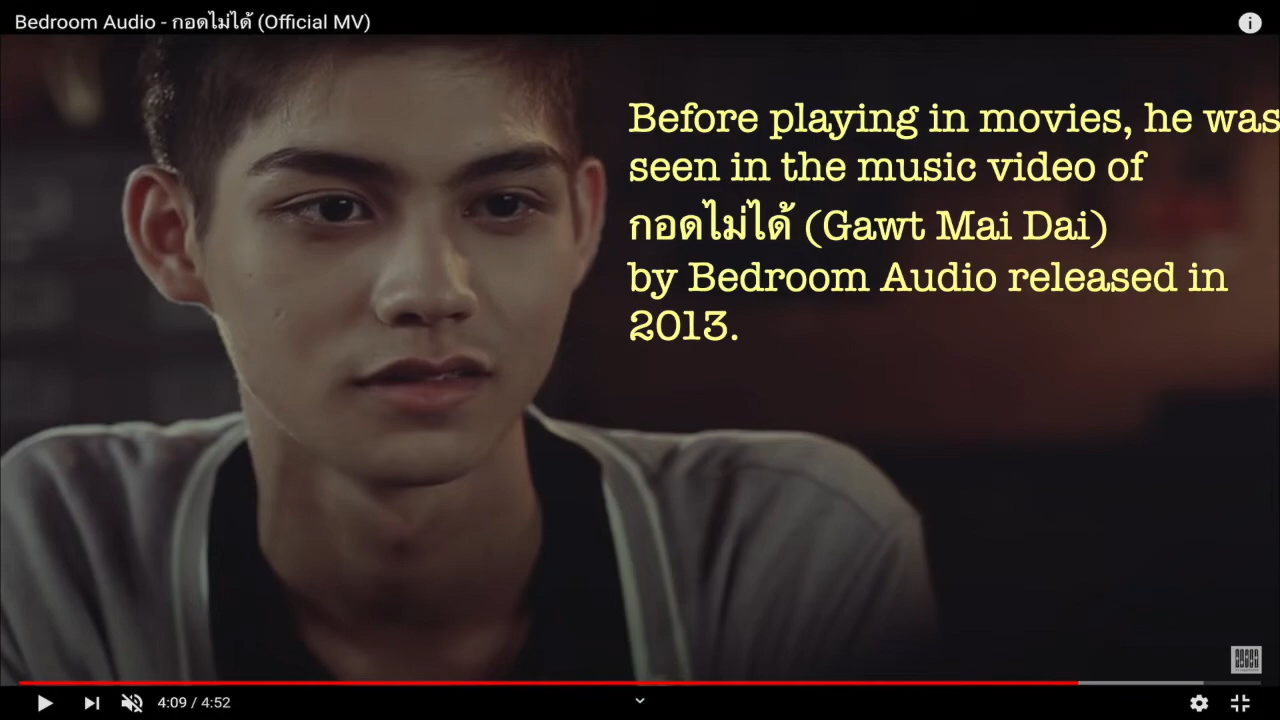 Bedroom Audio - กอดไม่ได้ (Official MV)
Before playing in movies, he was
seen in the music video of
กอดไม่ได้ (Gawt Mai Dai)
by Bedroom Audio released in
2013.
4:09 / 4:52